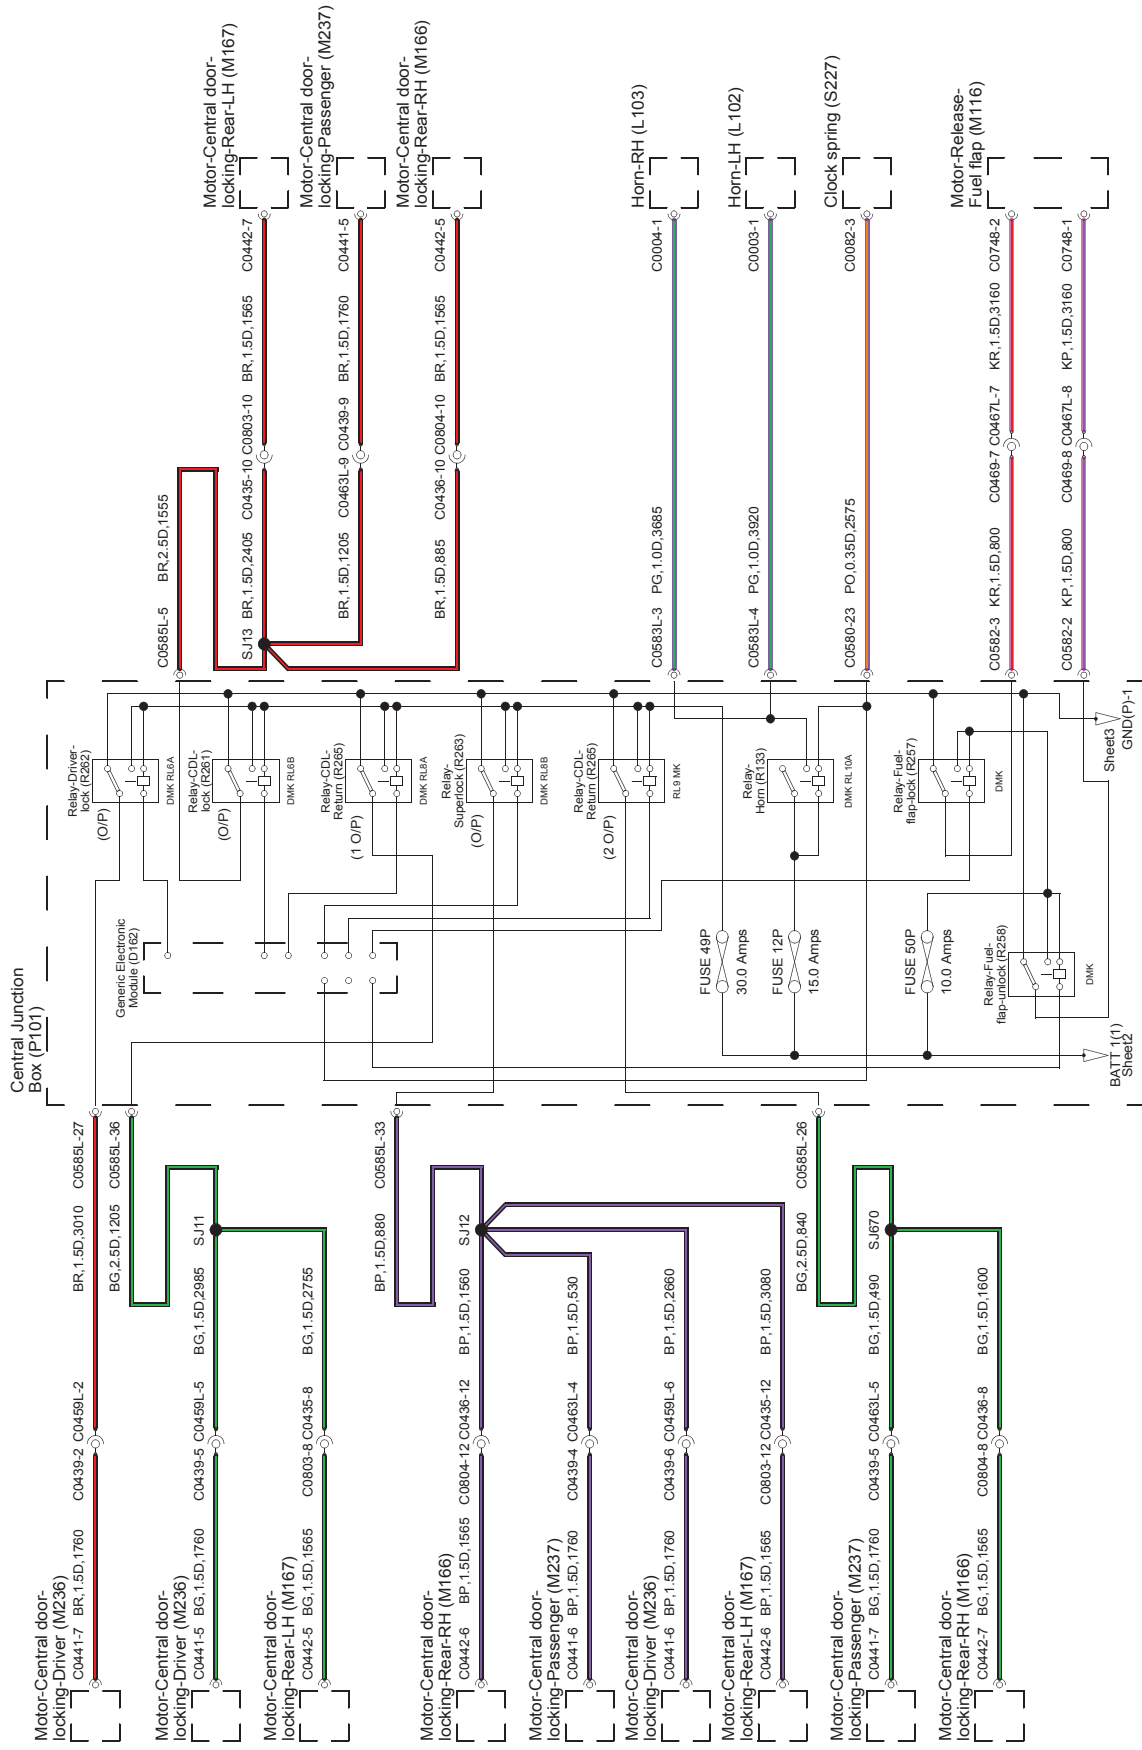 Motor-Central door-
locking-Rear-LH (M167)
C0442-7
BR,1.5D,1565
C0803-10
C0435-10
BR,1.5D,2405
SJ13
BR,2.5D,1555
C0585L-5
Motor-Central door-
locking-Passenger (M237)
C0441-5
BR,1.5D,1760
C0439-9
C0463L-9
BR,1.5D,1205
Motor-Central door-
locking-Rear-RH (M166)
C0442-5
BR,1.5D,1565
C0804-10
C0436-10
BR,1.5D,885
Horn-RH (L103)
C0004-1
PG,1.0D,3685
C0583L-3
Horn-LH (L102)
C0003-1
PG,1.0D,3920
C0583L-4
Clock spring (S227)
C0082-3
PO,0.35D,2575
C0580-23
Motor-Release-
Fuel flap (M116)
C0748-2
KR,1.5D,3160
C0467L-7
C0469-7
KR,1.5D,800
C0582-3
C0748-1
KP,1.5D,3160
C0467L-8
C0469-8
KP,1.5D,800
C0582-2
Central Junction
Box (P101)
Relay-Driver-
lock (R262)
(O/P)
DMK RL6A
Relay-CDL-
lock (R261)
(O/P)
DMK RL6B
Relay-CDL-
Return (R265)
(1 O/P)
DMK RL8A
Relay-
Superlock (R263)
(O/P)
DMK RL8B
Relay-CDL-
Return (R265)
(2 O/P)
RL9 MK
Relay-
Horn (R133)
DMK RL10A
Relay-Fuel-
flap-lock (R257)
DMK
Sheet3
GND(P)-1
Generic Electronic
Module (D162)
FUSE 49P
30.0 Amps
FUSE 12P
15.0 Amps
FUSE 50P
10.0 Amps
Relay-Fuel-
flap-unlock (R258)
DMK
BATT 1(1)
Sheet2
C0585L-27
BR,1.5D,3010
C0459L-2
C0439-2
BR,1.5D,1760
C0441-7
Motor-Central door-
locking-Driver (M236)
C0585L-36
BG,2.5D,1205
SJ11
BG,1.5D,2985
C0459L-5
C0439-5
BG,1.5D,1760
C0441-5
Motor-Central door-
locking-Driver (M236)
BG,1.5D,2755
C0435-8
C0803-8
BG,1.5D,1565
C0442-5
Motor-Central door-
locking-Rear-LH (M167)
C0585L-33
BP,1.5D,880
SJ12
BP,1.5D,1560
C0436-12
C0804-12
BP,1.5D,1565
C0442-6
Motor-Central door-
locking-Rear-RH (M166)
BP,1.5D,530
C0463L-4
C0439-4
BP,1.5D,1760
C0441-6
Motor-Central door-
locking-Passenger (M237)
BP,1.5D,2660
C0459L-6
C0439-6
BP,1.5D,1760
C0441-6
Motor-Central door-
locking-Driver (M236)
BP,1.5D,3080
C0435-12
C0803-12
BP,1.5D,1565
C0442-6
Motor-Central door-
locking-Rear-LH (M167)
C0585L-26
BG,2.5D,840
SJ670
BG,1.5D,490
C0463L-5
C0439-5
BG,1.5D,1760
C0441-7
Motor-Central door-
locking-Passenger (M237)
BG,1.5D,1600
C0436-8
C0804-8
BG,1.5D,1565
C0442-7
Motor-Central door-
locking-Rear-RH (M166)